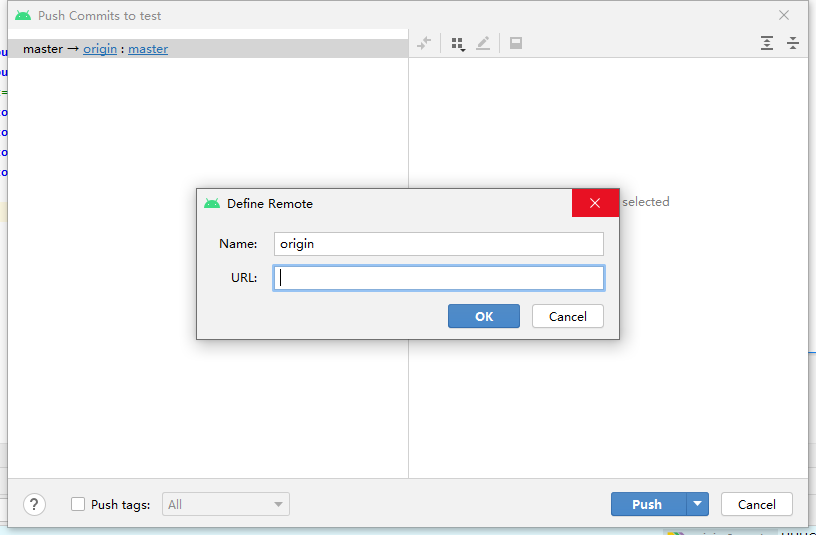 Push Commits to test
master → origin : master
selected
Define Remote
Name: origin
URL:
OK Cancel
? Push tags: All Push Cancel